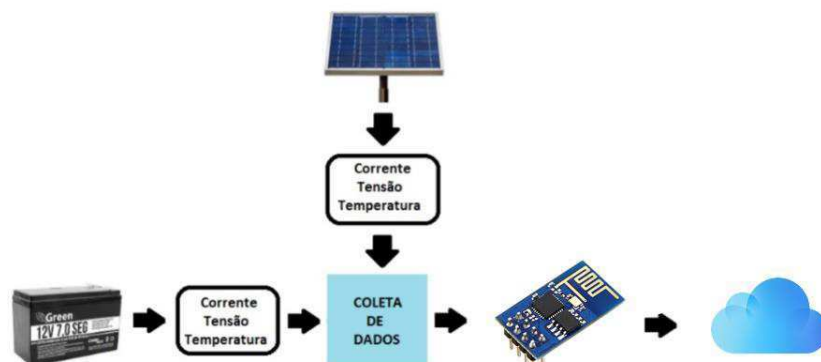 Corrente
Tensão
Temperatura
Green
12V 7.0 SEG
Corrente
Tensão
Temperatura
COLETA
DE
DADOS